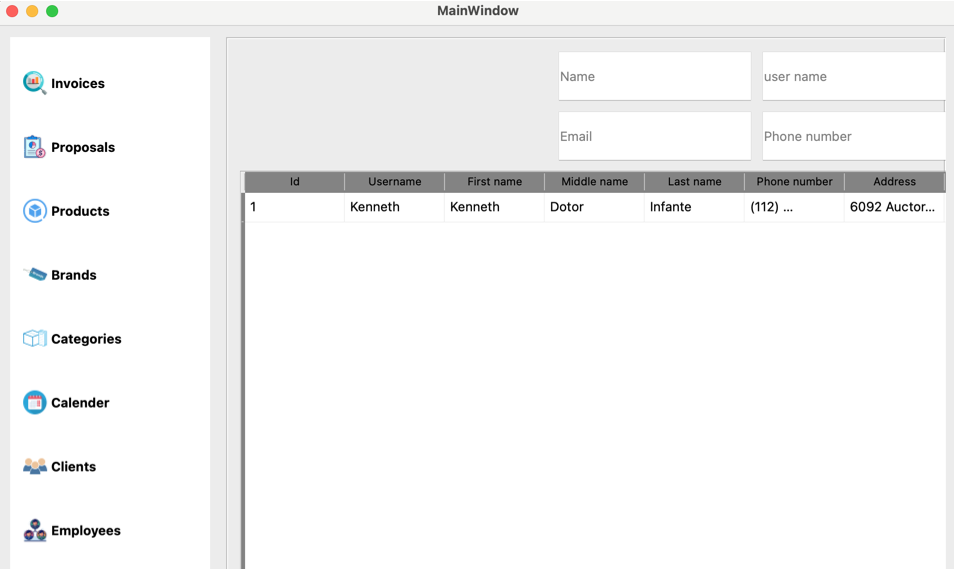 MainWindow
Invoices
Proposals
Products
Brands
Categories
Calender
Clients
Employees
Name
user name
Email
Phone number
Id Username First name Middle name Last name Phone number Address
1 Kenneth Kenneth Dotor Infante (112) ... 6092 Auctor...